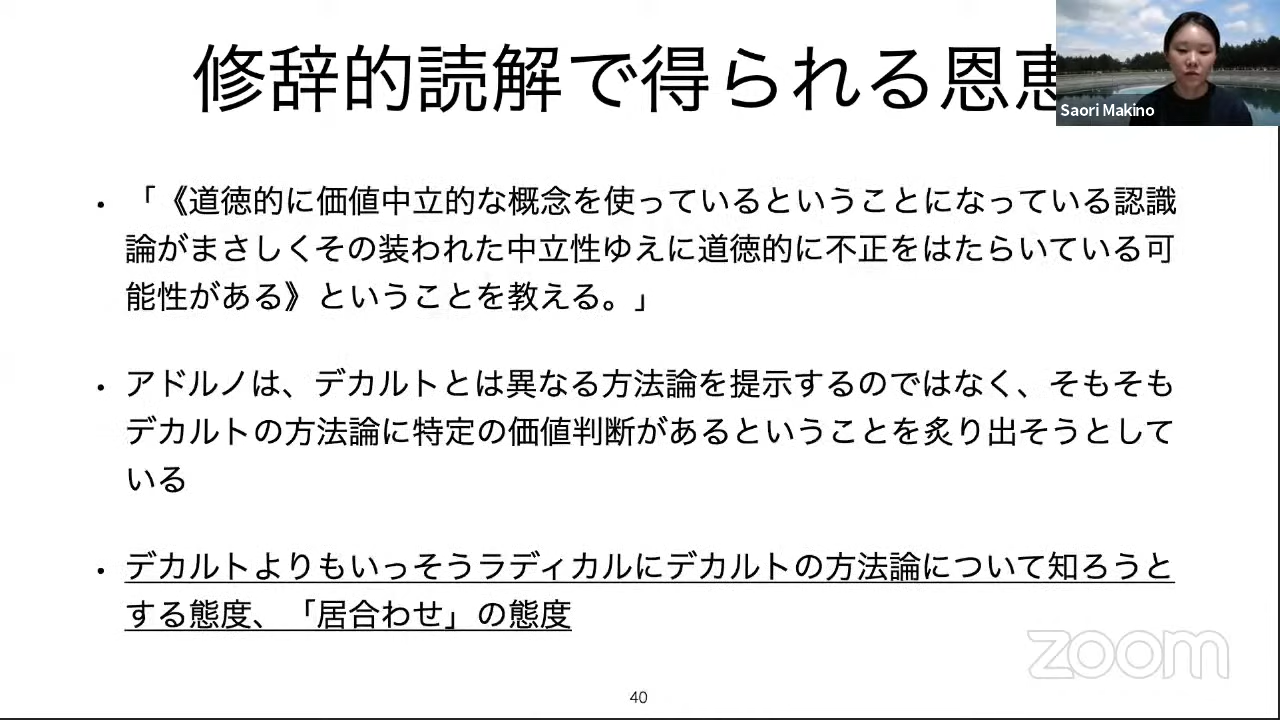 修辞的読解で得られる恩恵
Saori Makino
・「《道徳的に価値中立的な概念を使っているということになっている認識
論がまさしくその装われた中立性ゆえに道徳的に不正をはたらいている可
能性がある》ということを教える。」
・アドルノは、デカルトとは異なる方法論を提示するのではなく、そもそも
デカルトの方法論に特定の価値判断があるということを炙り出そうとして
いる
・デカルトよりもいっそうラディカルにデカルトの方法論について知ろうと
する態度、「居合わせ」の態度
zoom
40